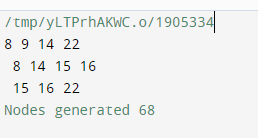 /tmp/yLTPrhAKWC.o/1905334
8 9 14 22
8 14 15 16
15 16 22
Nodes generated 68